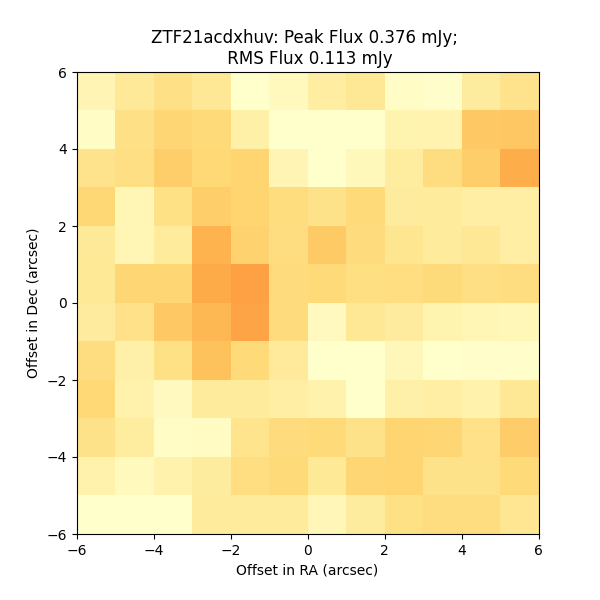 ZTF21acdxhuv: Peak Flux 0.376 mJy;
RMS Flux 0.113 mJy
6
4
2
0
−2
−4
−6
Offset in Dec (arcsec)
−6 −4 −2 0 2 4 6
Offset in RA (arcsec)